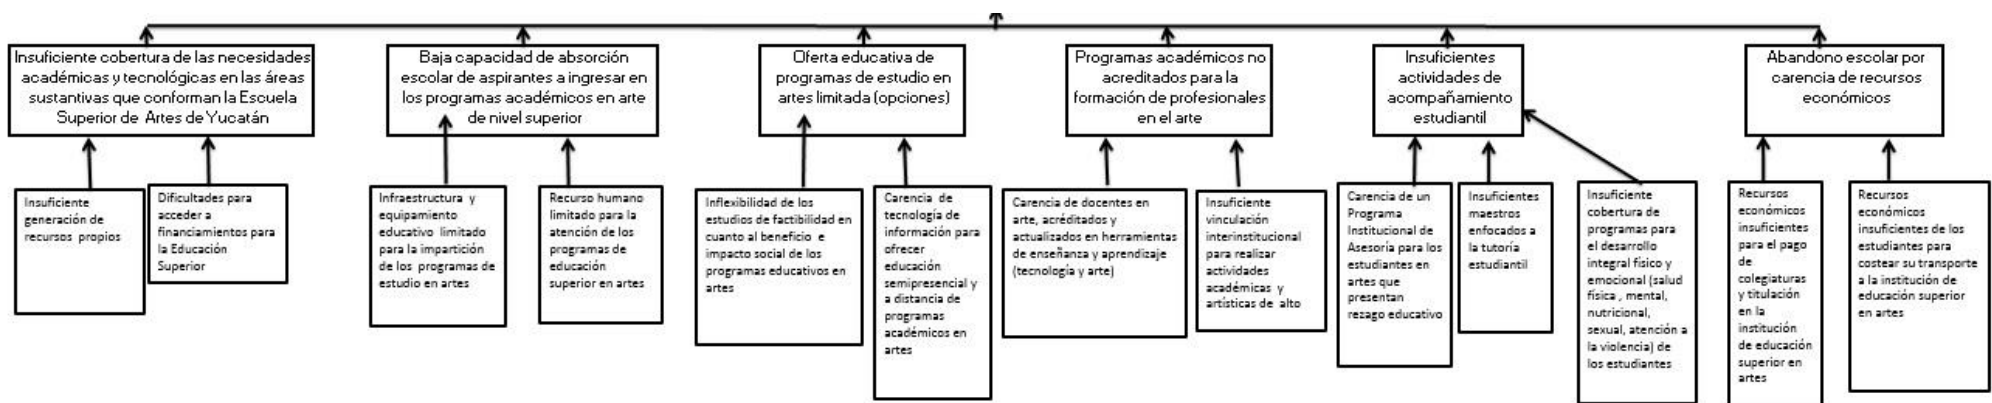 Insuficiente cobertura de las necesidades
académicas y tecnológicas en las áreas
sustantivas que conforman la Escuela
Superior de Artes de Yucatán
Baja capacidad de absorción
escolar de aspirantes a ingresar en
los programas académicos en arte
de nivel superior
Oferta educativa de
programas de estudio en
artes limitada (opciones)
Programas académicos no
acreditados para la
formación de profesionales
en el arte
Insuficientes
actividades de
acompañamiento
estudiantil
Abandono escolar por
carencia de recursos
económicos
Insuficiente
generación de
recursos propios
Dificultades para
acceder a
financiamientos para
la Educación
Superior
Infraestructura y
equipamiento
educativo limitado
para la impartición
de los programas de
estudio en artes
Recurso humano
limitado para la
atención de los
programas de
educación
superior en artes
Inflexibilidad de los
estudios de factibilidad en
cuanto al beneficio e
impacto social de los
programas educativos en
artes
Carencia de
tecnología de
información para
ofrecer
educación
semipresencial y
a distancia de
programas
académicos en
artes
Carencia de docentes en
arte, acréditados y
actualizados en herramientas
de enseñanza y aprendizaje
(tecnología y arte)
Insuficiente
vinculación
interinstitucional
para realizar
actividades
académicas y
artísticas de alto
Carencia de un
Programa
Institucional de
Asesoría para los
estudiantes en
artes que
presentan
rezago educativo
Insuficientes
maestros
enfocados a
la tutoría
estudiantil
Insuficiente
cobertura de
programas para
el desarrollo
integral físico y
emocional (salud
física , mental,
nutricional,
sexual, atención a
la violencia) de
los estudiantes
Recursos
económicos
insuficientes
para el pago
de
colegiaturas
y titulación
en la
institución
de educación
superior en
artes
Recursos
económicos
insuficientes de los
estudiantes para
costear su transporte
a la institución de
educación superior
en artes